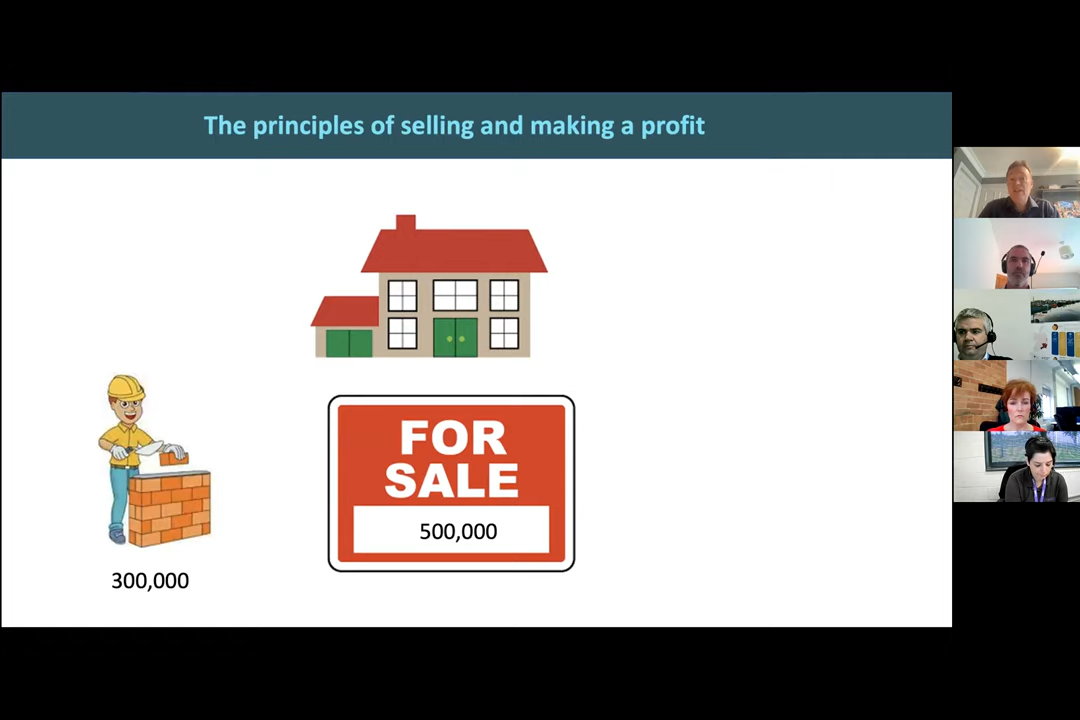 The principles of selling and making a profit
FOR
SALE
500,000
300,000